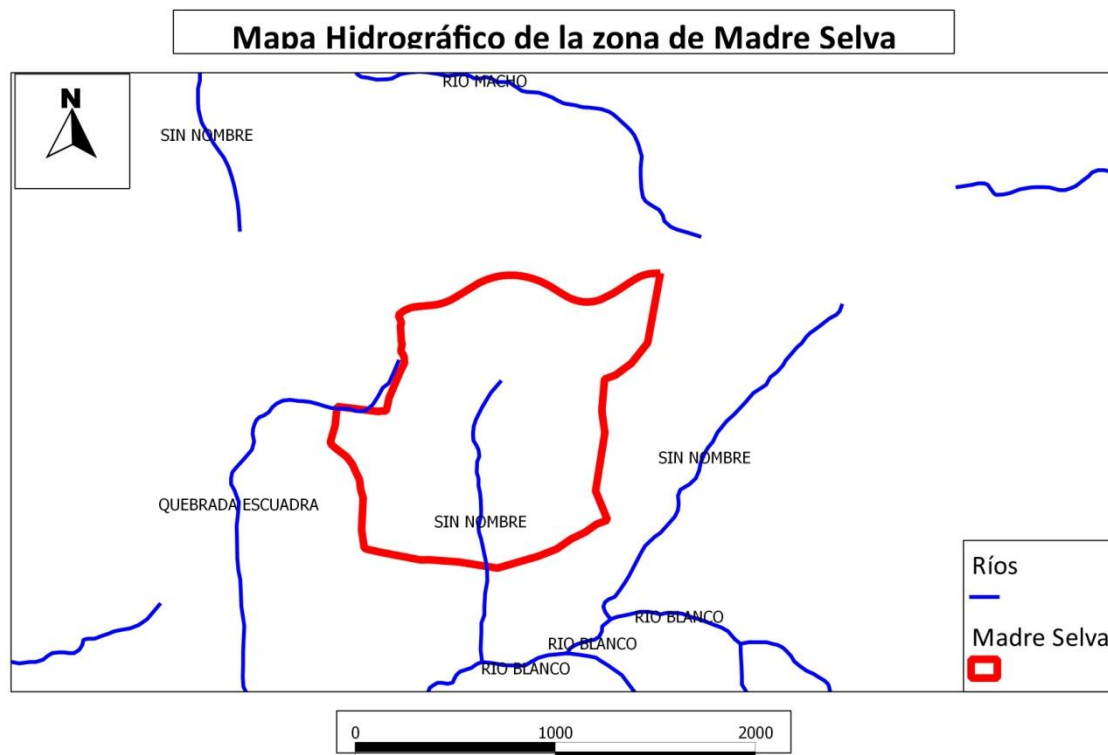 Mapa Hidrográfico de la zona de Madre Selva
N
RIO MACHO
SIN NOMBRE
SIN NOMBRE
QUEBRADA ESCUADRA
SIN NOMBRE
Ríos
RIO BLANCO
Madre Selva
RIO BLANCO
RIO BLANCO
0 1000 2000